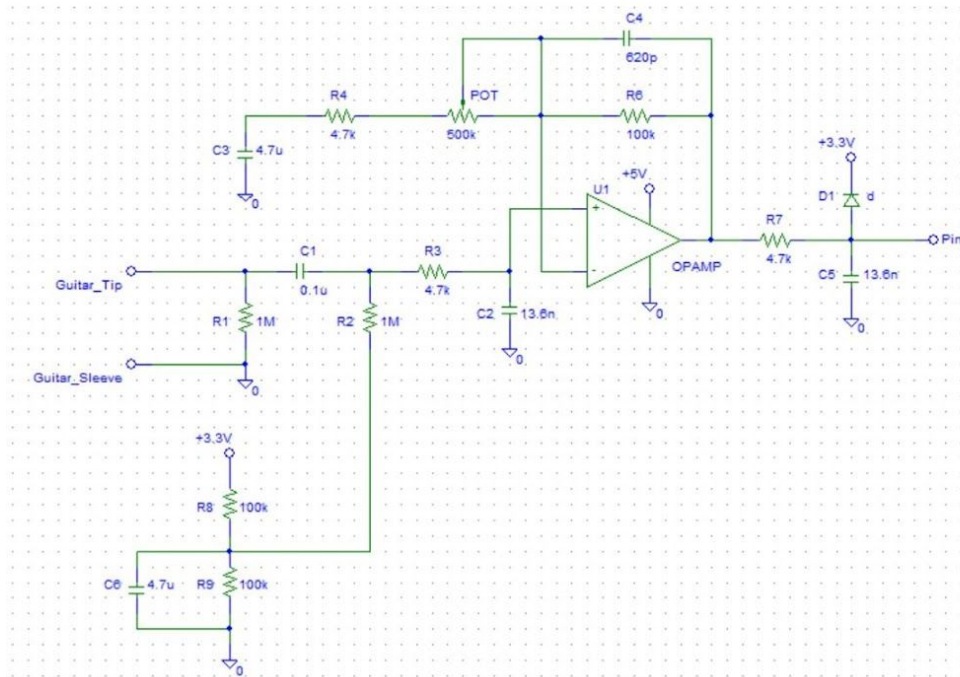 C4
620p
R4
4.7k
POT
500k
R6
100k
C3
4.7u
0
+5V
U1
+
-
OPAMP
0
+3.3V
D1
d
R7
4.7k
Pin
C5
13.6n
0
Guitar_Tip
C1
0.1u
R3
4.7k
R1
1M
R2
1M
C2
13.6n
0
Guitar_Sleeve
0
+3.3V
R8
100k
C6
4.7u
R9
100k
0